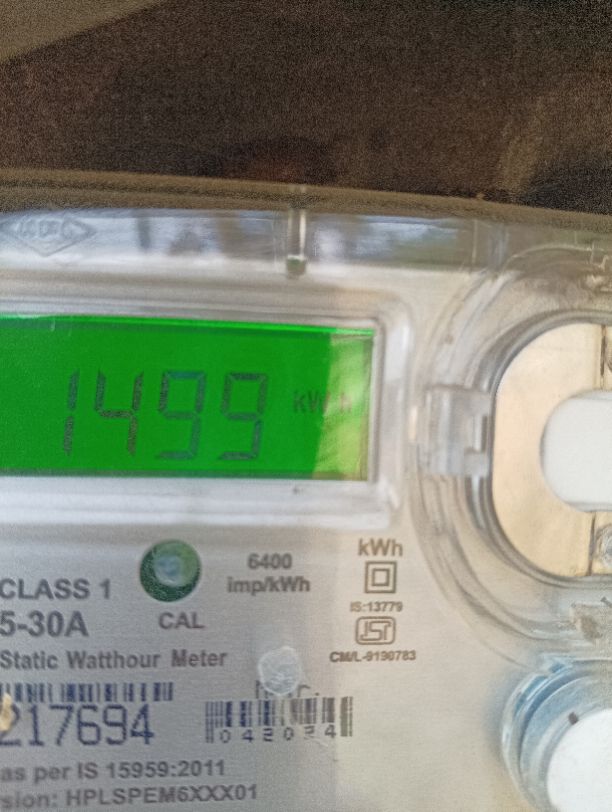 1499 kWh
CLASS 1
5-30A
6400
imp/kWh
CAL
kWh
IS:13779
CM/L-9190783
Static Watthour Meter
217694
042024
as per IS 15959:2011
sion: HPLSPEM6XXX01